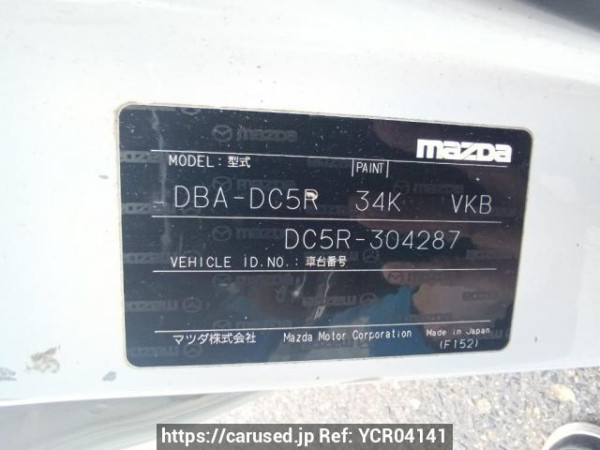 mazda
MODEL: 型式 PAINT
DBA-DC5R 34K VKB
DC5R-304287
VEHICLE ID.NO.: 車台番号
マツダ株式会社 Mazda Motor Corporation Made in Japan
(F152)
https://carused.jp Ref: YCR04141